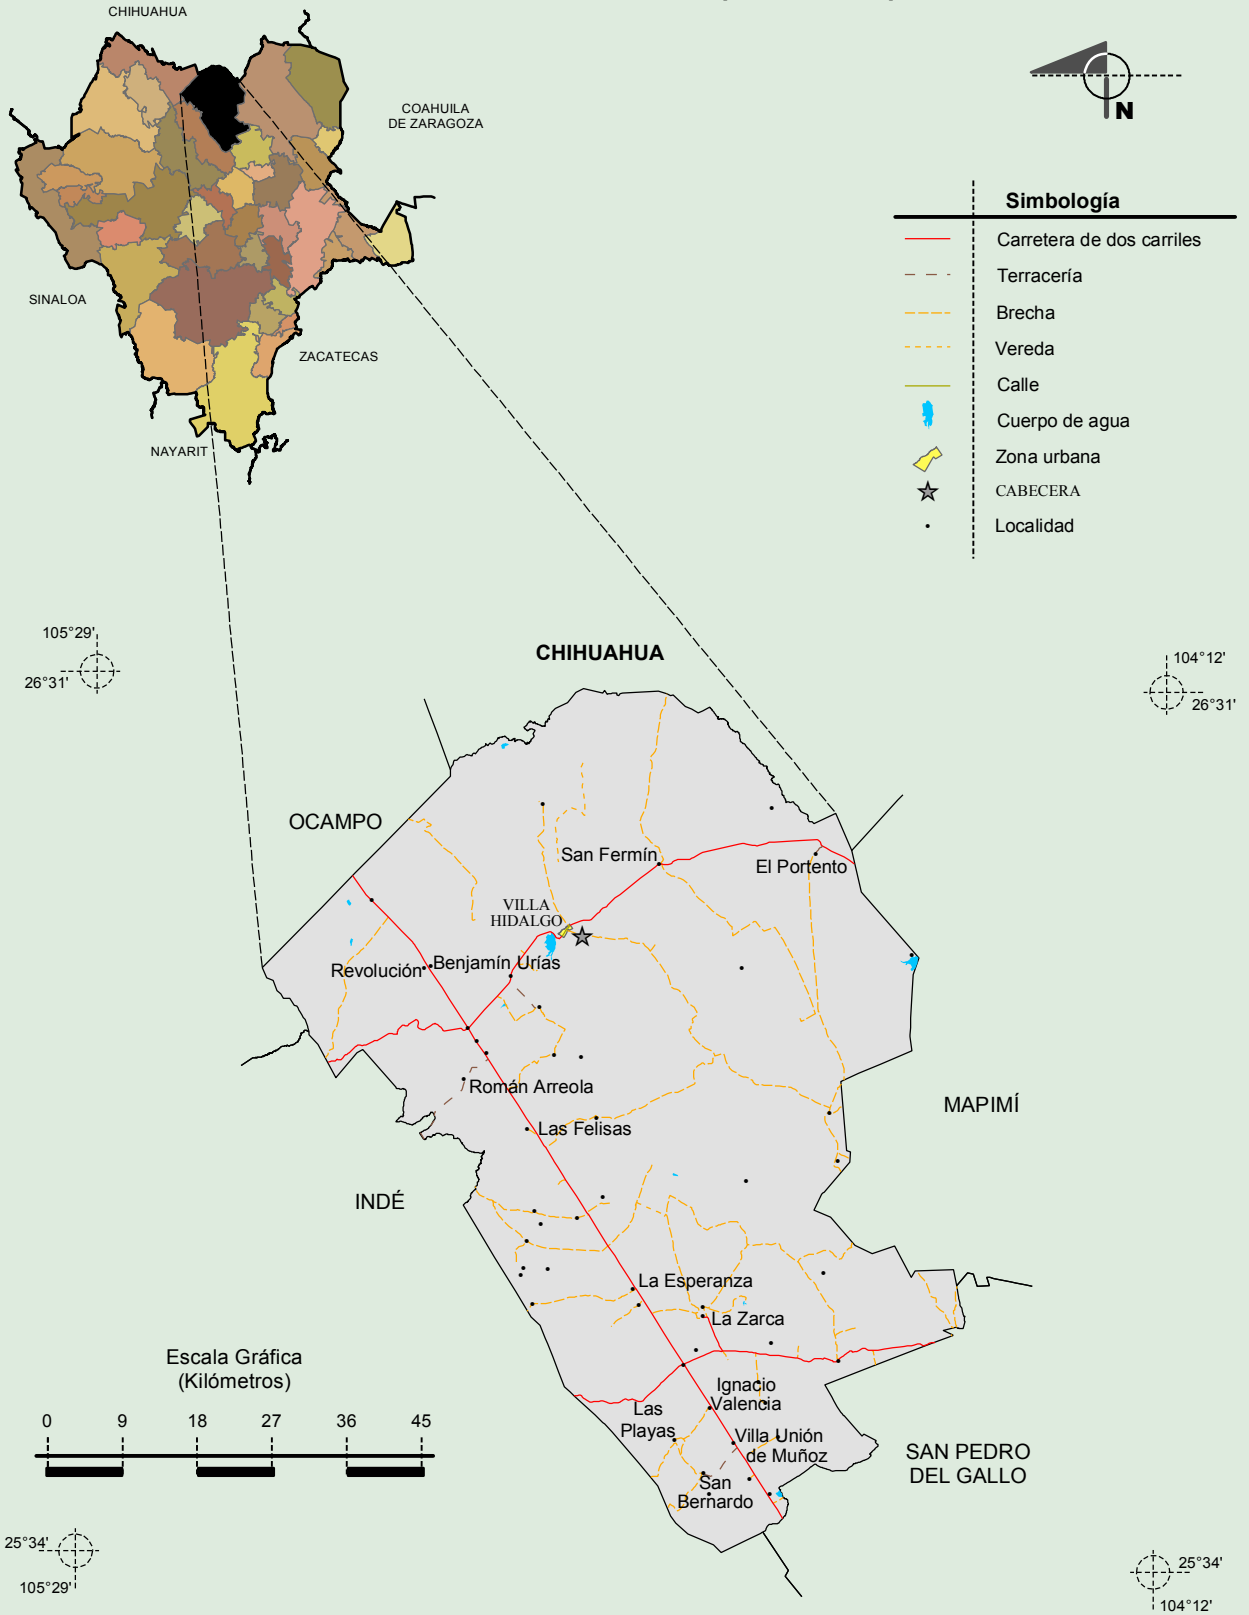 CHIHUAHUA
COAHUILA
DE ZARAGOZA
SINALOA
ZACATECAS
NAYARIT
N
Simbología
Carretera de dos carriles
Terracería
Brecha
Vereda
Calle
Cuerpo de agua
Zona urbana
CABECERA
Localidad
105°29'
26°31'
104°12'
26°31'
CHIHUAHUA
OCAMPO
San Fermín
El Portento
VILLA
HIDALGO
Revolución
Benjamín Urías
Román Arreola
MAPIMÍ
Las Felisas
INDÉ
La Esperanza
La Zarca
Escala Gráfica
(Kilómetros)
0 9 18 27 36 45
Ignacio
Valencia
Las
Playas
Villa Unión
de Muñoz
San
Bernardo
SAN PEDRO
DEL GALLO
25°34'
105°29'
25°34'
104°12'